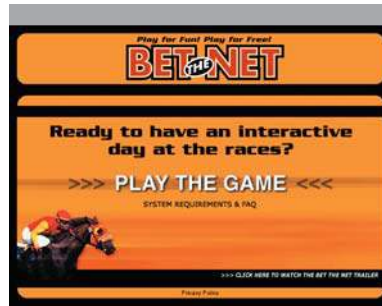 Play for Fun! Play for Free!
BET THE NET
Ready to have an interactive
day at the races?
>>> PLAY THE GAME <<<
SYSTEM REQUIREMENTS & FAQ
>>> CLICK HERE TO WATCH THE BET THE NET TRAILER
Privacy Policy